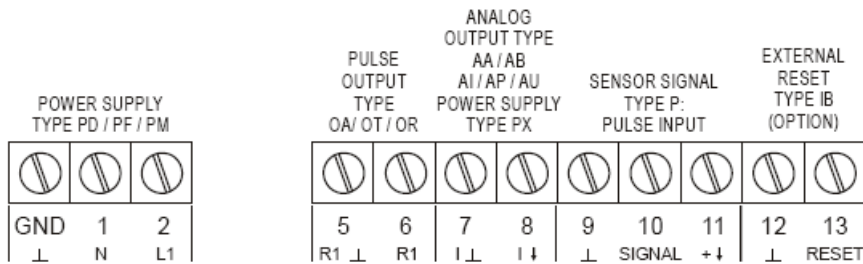 POWER SUPPLY
TYPE PD / PF / PM
PULSE
OUTPUT
TYPE
OA/ OT / OR
ANALOG
OUTPUT TYPE
AA / AB
AI / AP / AU
POWER SUPPLY
TYPE PX
SENSOR SIGNAL
TYPE P:
PULSE INPUT
EXTERNAL
RESET
TYPE IB
(OPTION)
GND 1 2 5 6 7 8 9 10 11 12 13
⊥ N L1 R1 ⊥ R1 I ⊥ I ↓ ⊥ SIGNAL +↓ ⊥ RESET